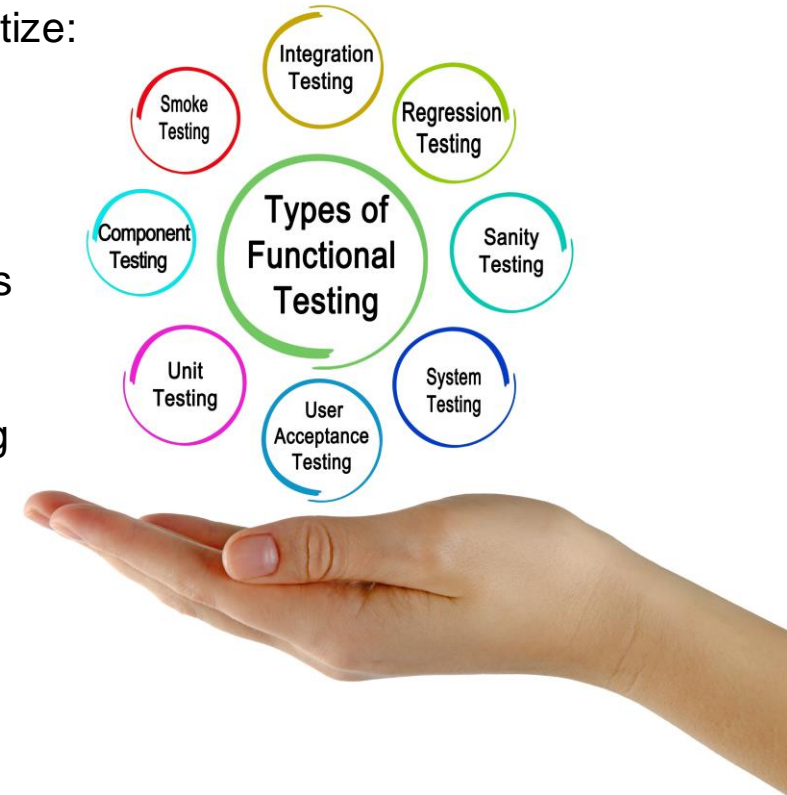 tize:
Integration
Testing
Smoke
Testing
Regression
Testing
Types of
Functional
Testing
Component
Testing
Sanity
Testing
s
Unit
Testing
System
Testing
User
Acceptance
Testing
g